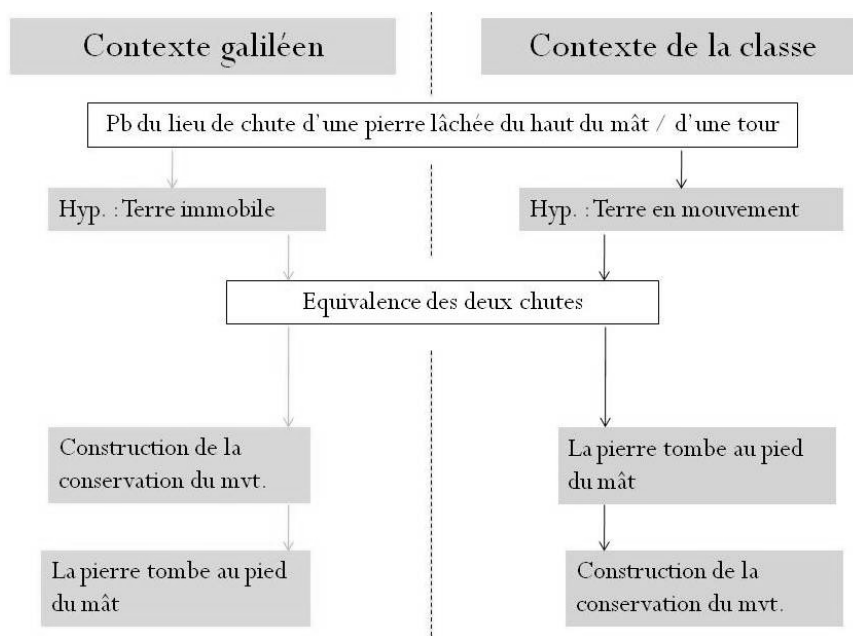 Contexte galiléen
Contexte de la classe
Pb du lieu de chute d'une pierre lâchée du haut du mât / d'une tour
Hyp. : Terre immobile
Hyp. : Terre en mouvement
Equivalence des deux chutes
Construction de la
conservation du mvt.
La pierre tombe au pied
du mât
La pierre tombe au pied
du mât
Construction de la
conservation du mvt.